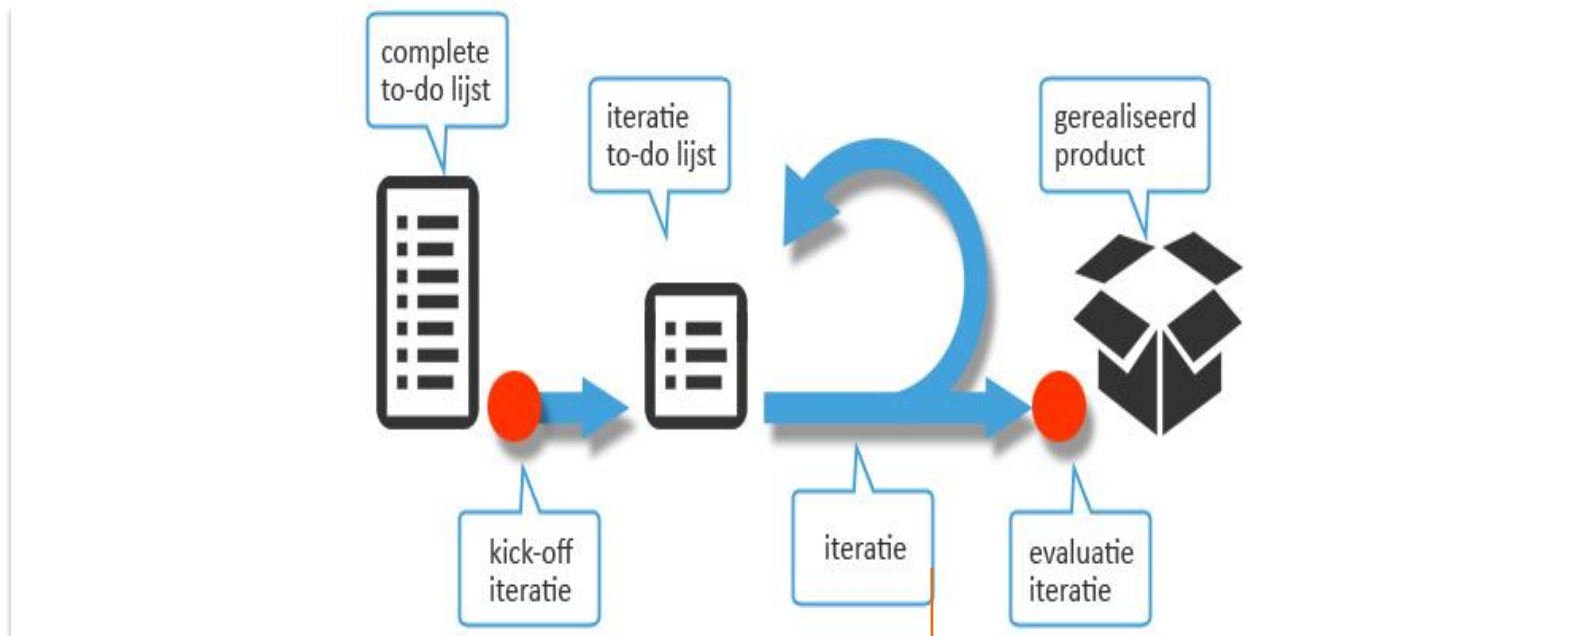 complete
to-do lijst
iteratie
to-do lijst
gerealiseerd
product
kick-off
iteratie
iteratie
evaluatie
iteratie